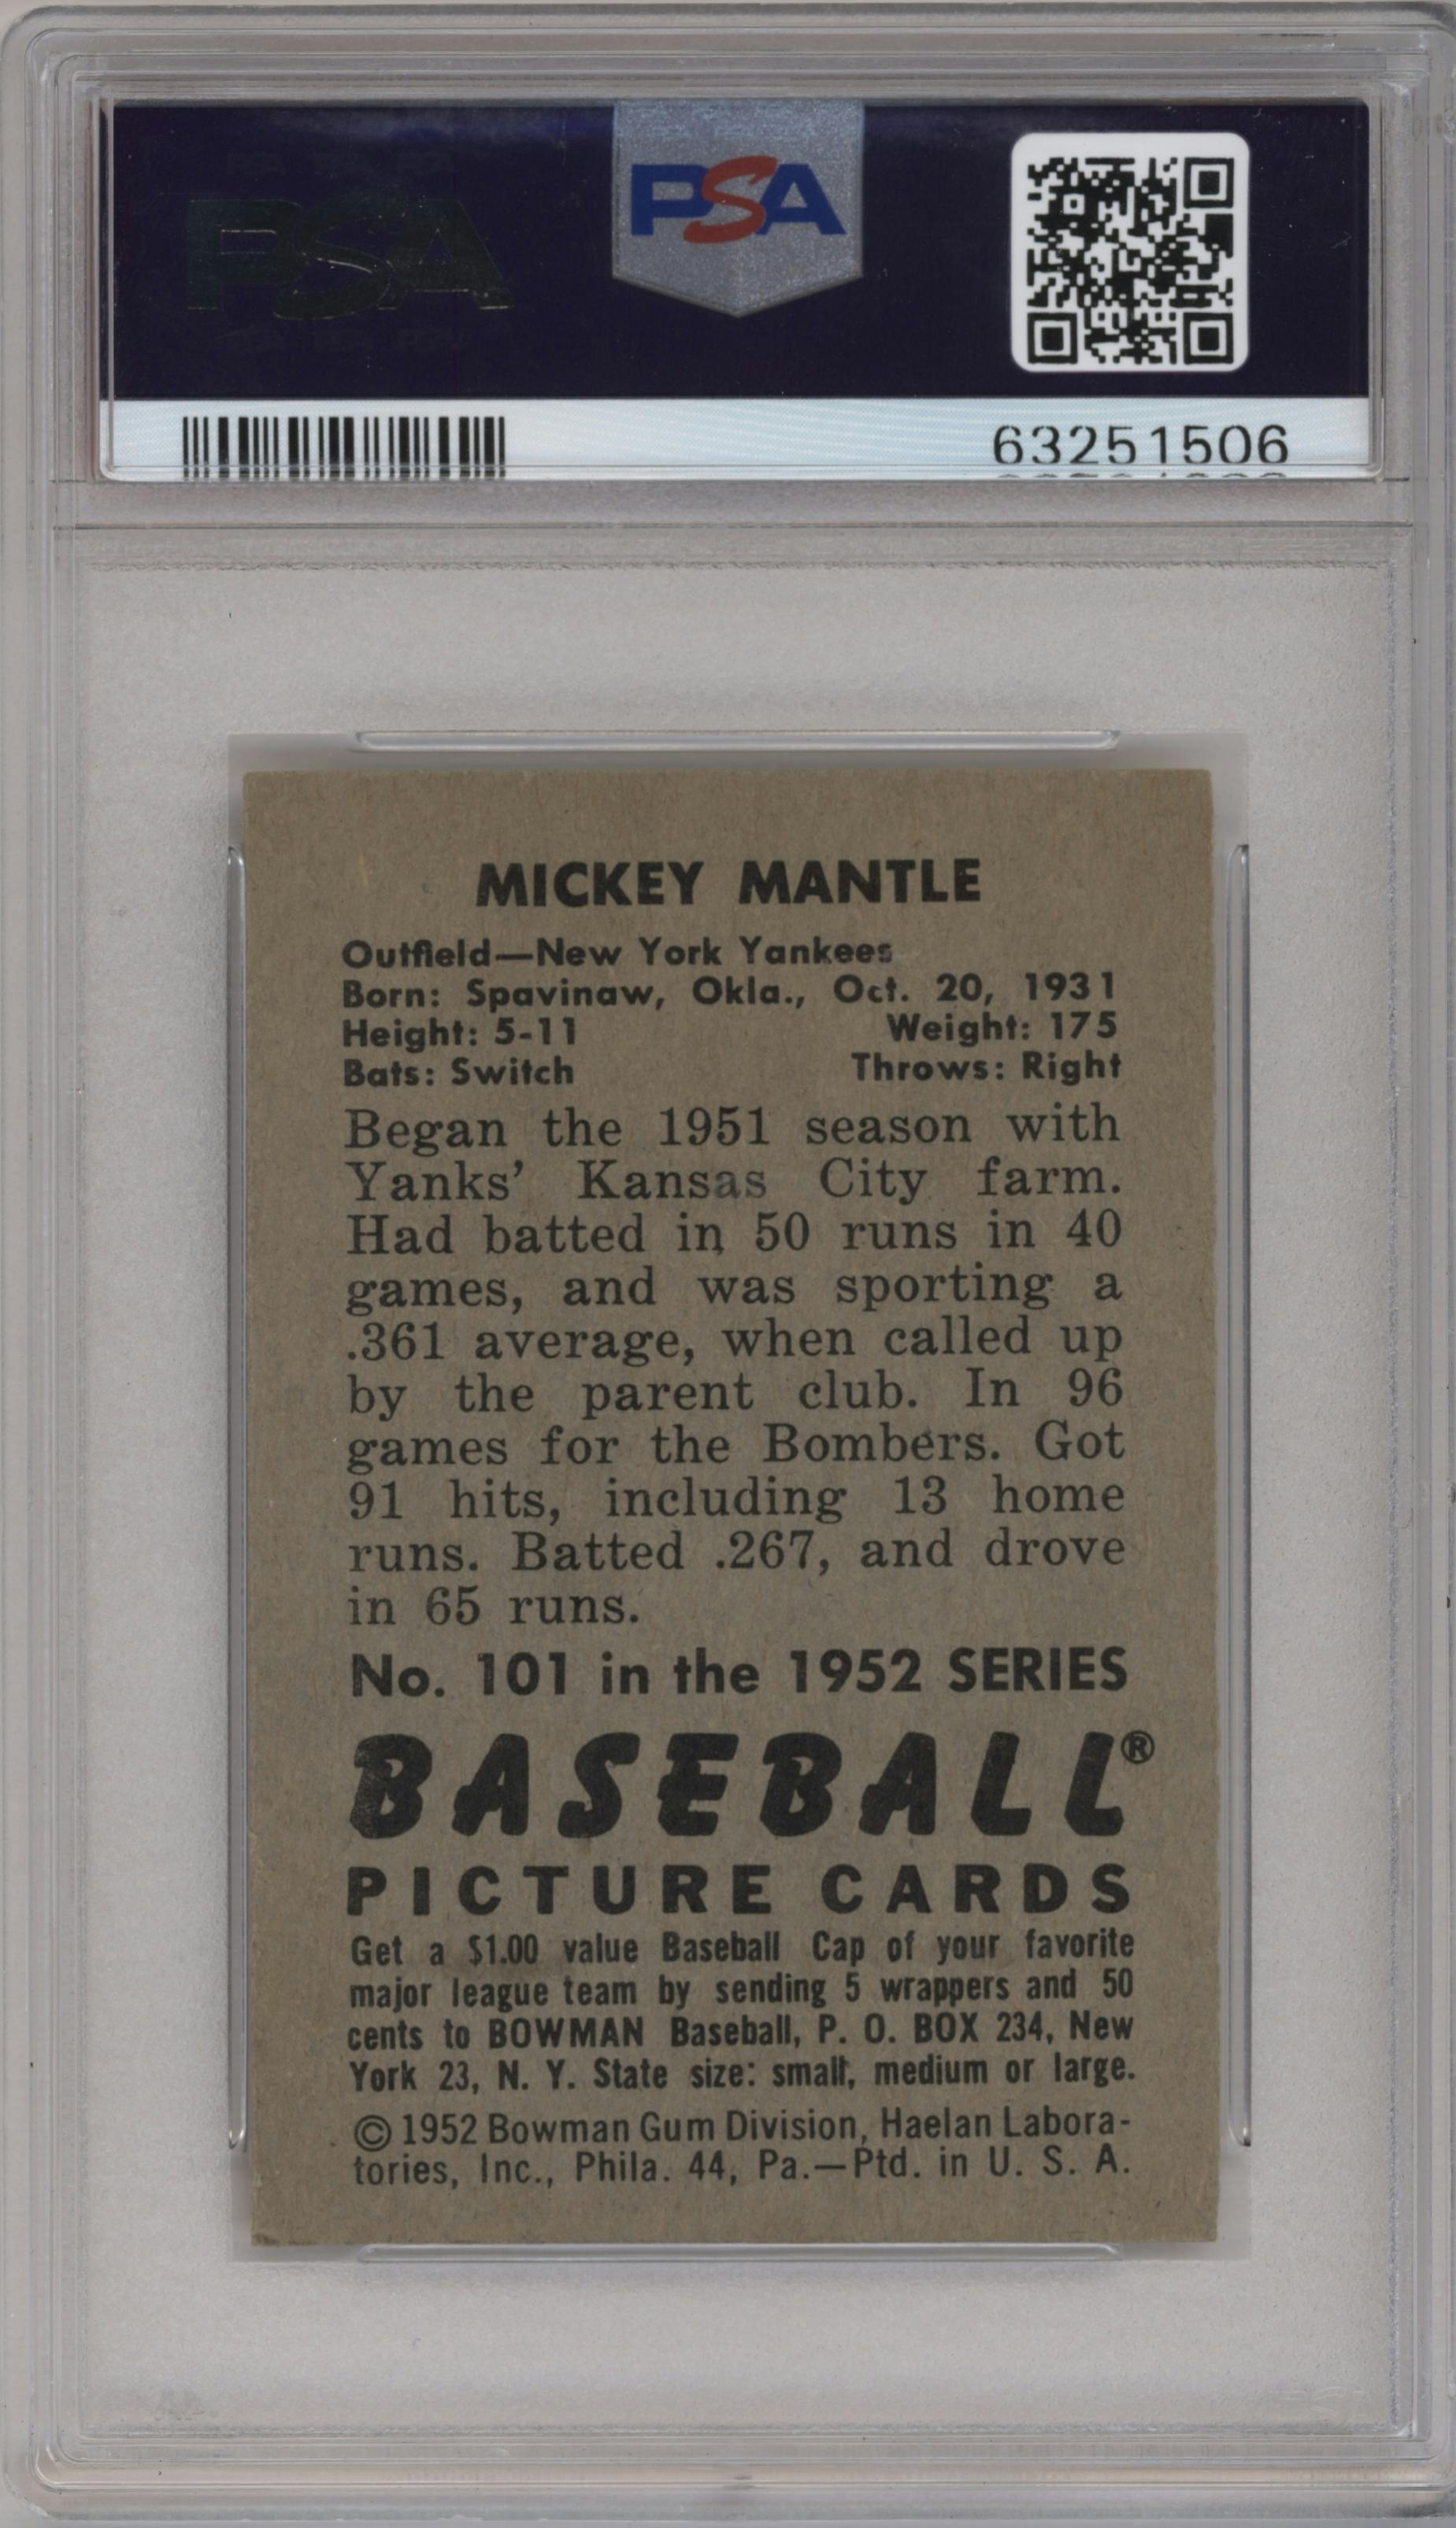 PSA
PSA
63251506
MICKEY MANTLE
Outfield—New York Yankees
Born: Spavinaw, Okla., Oct. 20, 1931
Height: 5-11 Weight: 175
Bats: Switch Throws: Right
Began the 1951 season with
Yanks' Kansas City farm.
Had batted in 50 runs in 40
games, and was sporting a
.361 average, when called up
by the parent club. In 96
games for the Bombers. Got
91 hits, including 13 home
runs. Batted .267, and drove
in 65 runs.
No. 101 in the 1952 SERIES
BASEBALL®
PICTURE CARDS
Get a $1.00 value Baseball Cap of your favorite
major league team by sending 5 wrappers and 50
cents to BOWMAN Baseball, P. O. BOX 234, New
York 23, N. Y. State size: small, medium or large.
© 1952 Bowman Gum Division, Haelan Labora-
tories, Inc., Phila. 44, Pa.—Ptd. in U. S. A.